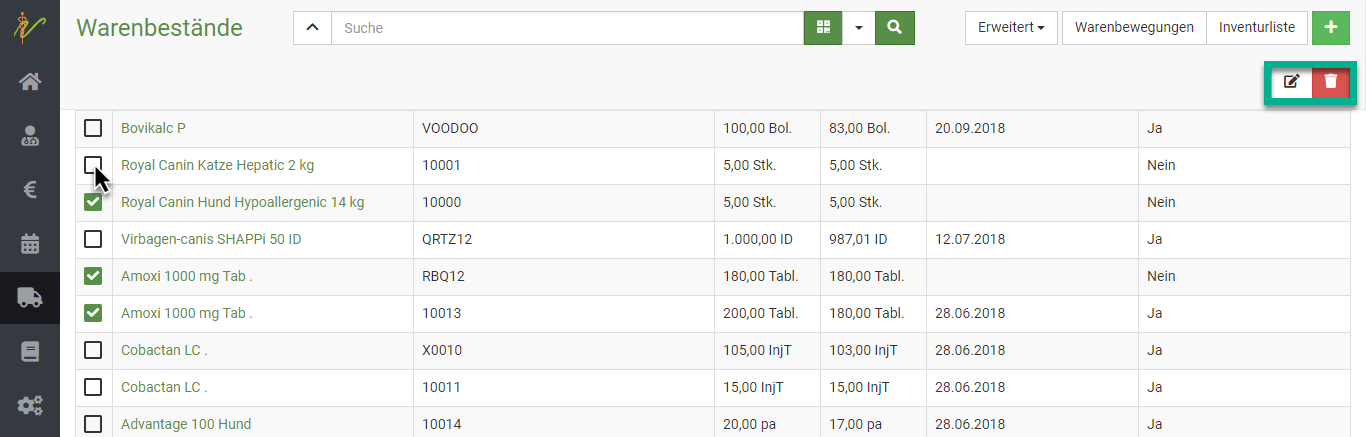 Warenbestände Suche Erweitert Warenbewegungen Inventurliste
Bovikalc P VOODOO 100,00 Bol. 83,00 Bol. 20.09.2018 Ja
Royal Canin Katze Hepatic 2 kg 10001 5,00 Stk. 5,00 Stk. Nein
Royal Canin Hund Hypoallergenic 14 kg 10000 5,00 Stk. 5,00 Stk. Nein
Virbagen-canis SHAPPi 50 ID QRTZ12 1.000,00 ID 987,01 ID 12.07.2018 Ja
Amoxi 1000 mg Tab . RBQ12 180,00 Tabl. 180,00 Tabl. Nein
Amoxi 1000 mg Tab . 10013 200,00 Tabl. 180,00 Tabl. 28.06.2018 Ja
Cobactan LC . X0010 105,00 InjT 103,00 InjT 28.06.2018 Ja
Cobactan LC . 10011 15,00 InjT 15,00 InjT 28.06.2018 Ja
Advantage 100 Hund 10014 20,00 pa 17,00 pa 28.06.2018 Ja